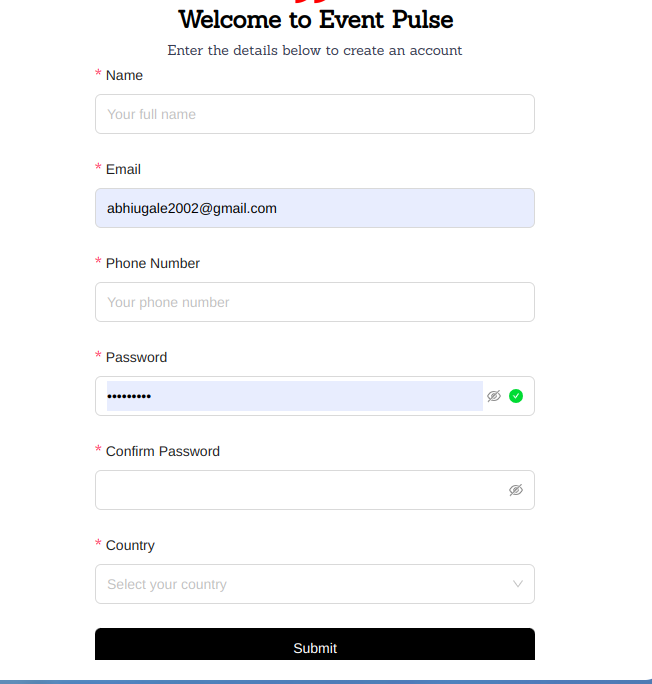 Welcome to Event Pulse
Enter the details below to create an account
* Name
Your full name
* Email
abhiugale2002@gmail.com
* Phone Number
Your phone number
* Password
•••••••••
* Confirm Password
* Country
Select your country
Submit